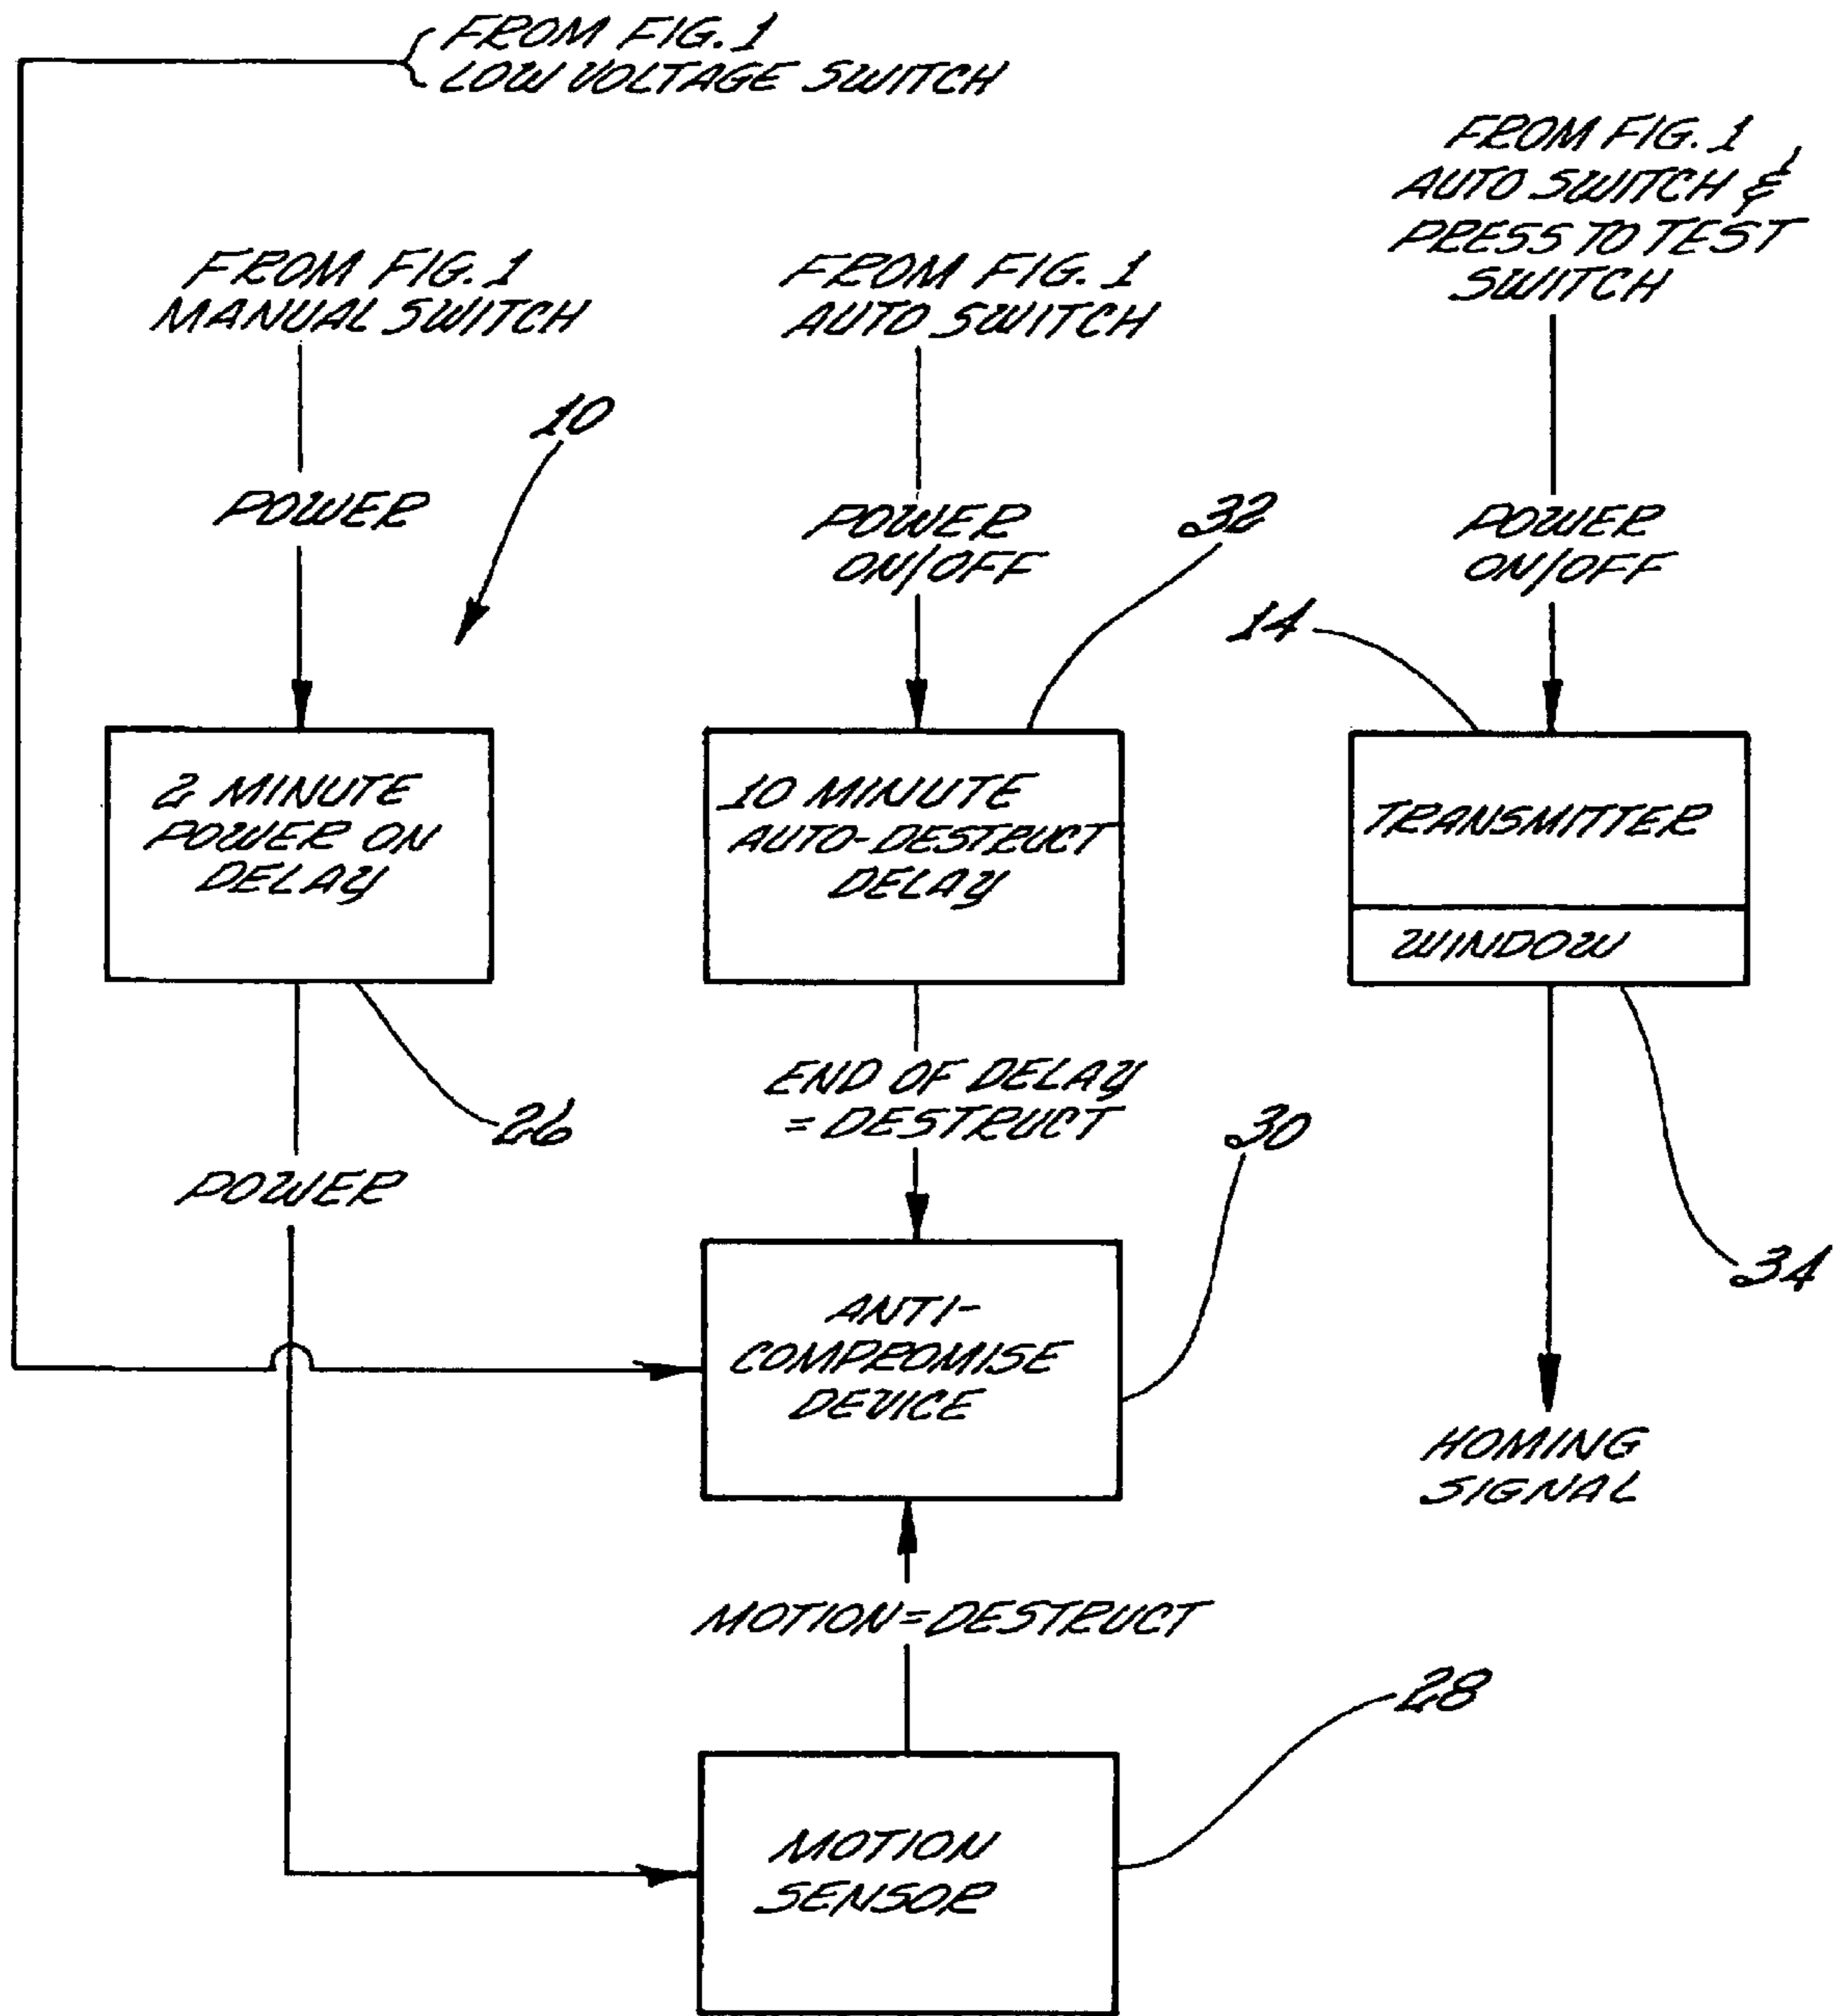 FROM FIG. 1
LOW VOLTAGE SWITCH
FROM FIG. 1
AUTO SWITCH &
PRESS TO TEST
SWITCH
FROM FIG. 1
MANUAL SWITCH
FROM FIG. 1
AUTO SWITCH
10
POWER
POWER
ON/OFF
32
POWER
ON/OFF
14
2 MINUTE
POWER ON
DELAY
10 MINUTE
AUTO-DESTRUCT
DELAY
TRANSMITTER
WINDOW
26
END OF DELAY
= DESTRUCT
30
POWER
34
ANTI-
COMPROMISE
DEVICE
HOMING
SIGNAL
MOTION=DESTRUCT
28
MOTION
SENSOR